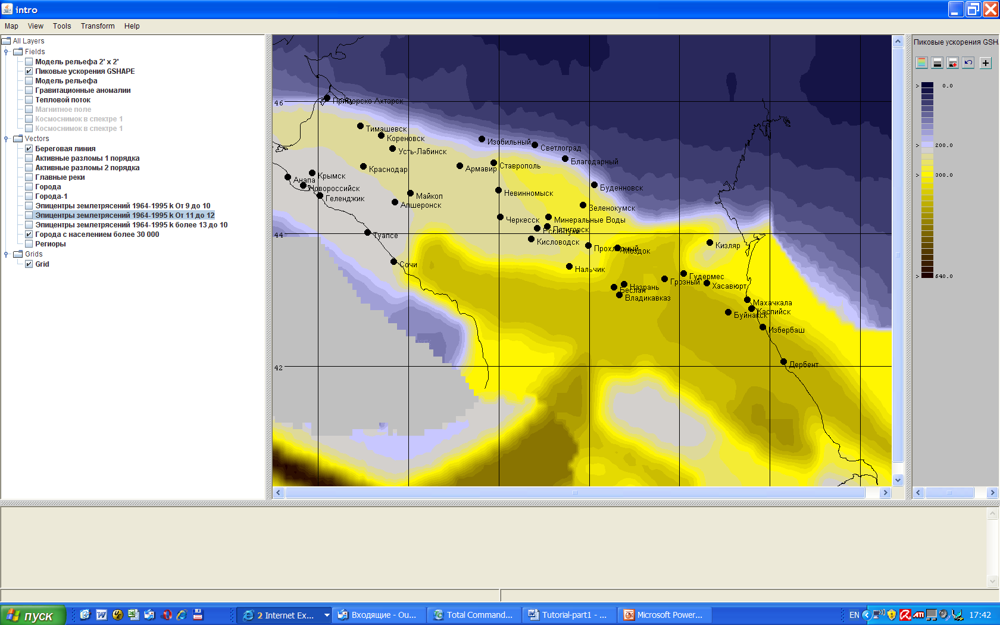 intro
Map View Tools Transform Help
All Layers
Fields
Модель рельефа 2' x 2'
Пиковые ускорения GSHAPE
Модель рельефа
Гравитационные аномалии
Тепловой поток
Магнитное поле
Космоснимок в спектре 1
Космоснимок в спектре 1
Vectors
Береговая линия
Активные разломы 1 порядка
Активные разломы 2 порядка
Главные реки
Города
Города-1
Эпицентры землетрясений 1964-1995 k От 9 до 10
Эпицентры землетрясений 1964-1995 k От 11 до 12
Эпицентры землетрясений 1964-1995 k более 13 до 10
Города с населением более 30 000
Регионы
Grids
Grid
46
44
42
Приморско-Ахтарск
Тимашевск
Кореновск
Усть-Лабинск
Изобильный
Светлоград
Благодарный
Краснодар
Армавир
Ставрополь
Крымск
Анапа
Новороссийск
Геленджик
Майкоп
Апшеронск
Невинномыск
Буденновск
Зеленокумск
Черкесск
Минеральные Воды
Пятигорск
Ессентуки
Туапсе
Кисловодск
Прохладный
Моздок
Кизляр
Сочи
Нальчик
Гудермес
Грозный
Хасавюрт
Назрань
Беслан
Владикавказ
Махачкала
Каспийск
Буйнакск
Избербаш
Дербент
Пиковые ускорения GSH
0.0
200.0
300.0
540.0
пуск
2 Internet Ex...
Входящие - Ou...
Total Command...
Tutorial-part1 - ...
Microsoft Power...
EN
17:42